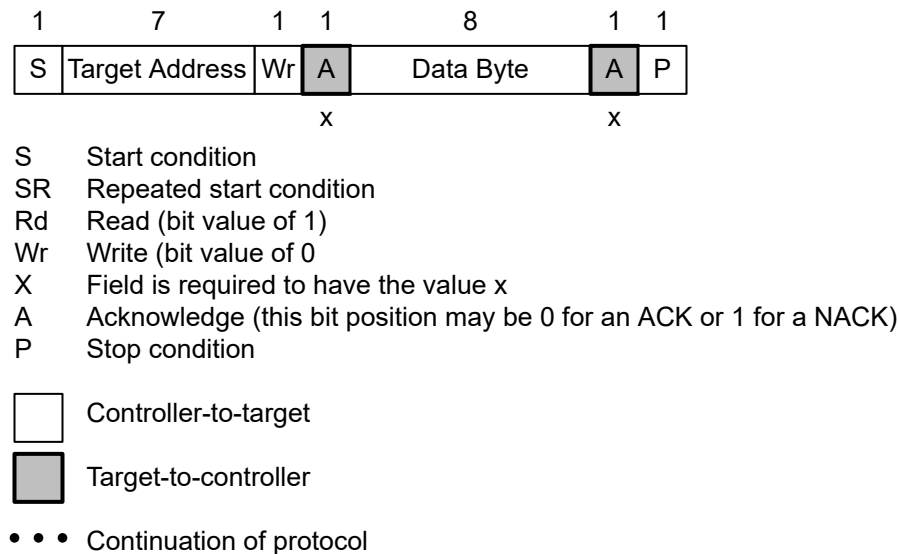 1 7 1 1 8 1 1
S Target Address Wr A Data Byte A P
x x
S Start condition
SR Repeated start condition
Rd Read (bit value of 1)
Wr Write (bit value of 0
X Field is required to have the value x
A Acknowledge (this bit position may be 0 for an ACK or 1 for a NACK)
P Stop condition
Controller-to-target
Target-to-controller
• • • Continuation of protocol